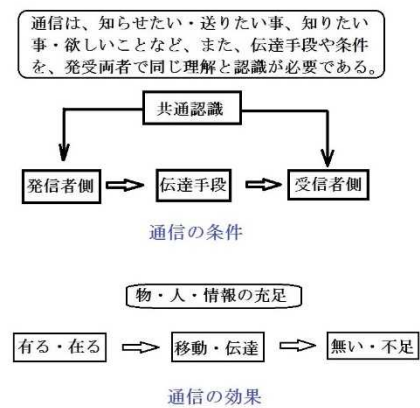 通信は、知らせたい・送りたい事、知りたい
事・欲しいことなど、また、伝達手段や条件
を、発受両者で同じ理解と認識が必要である。
共通認識
発信者側
伝達手段
受信者側
通信の条件
物・人・情報の充足
有る・在る
移動・伝達
無い・不足
通信の効果